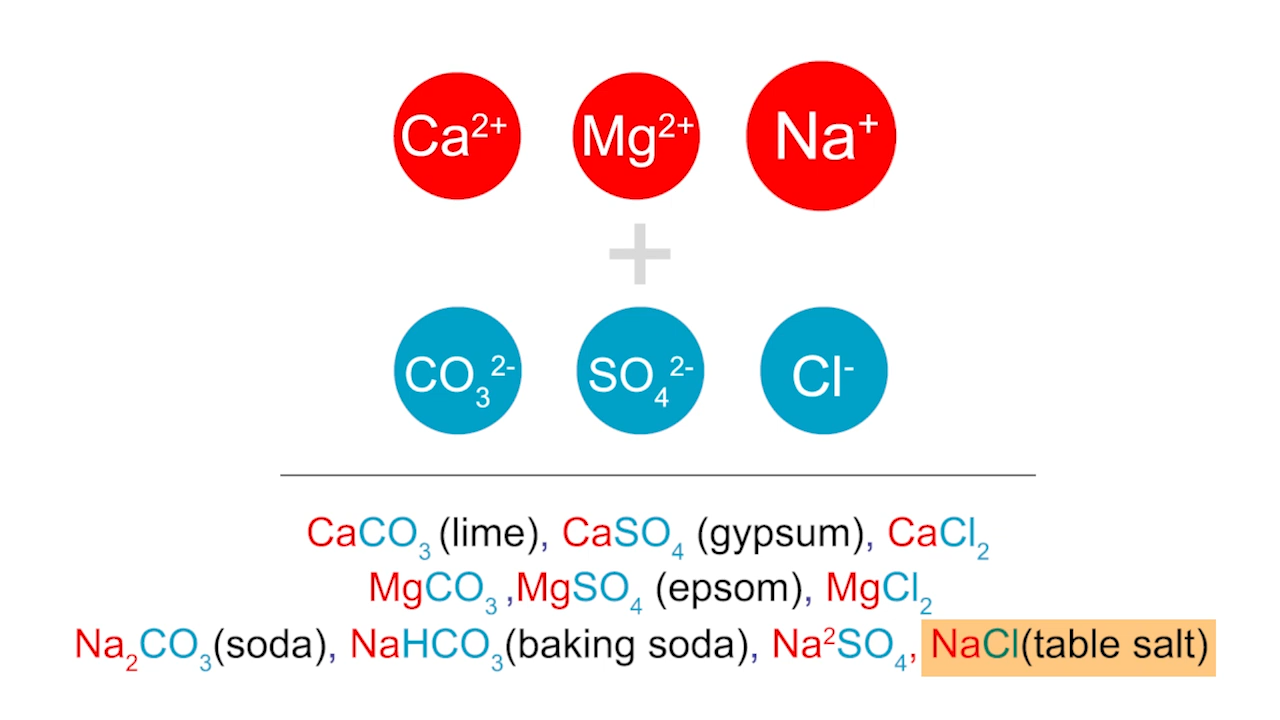 Ca²⁺ Mg²⁺ Na⁺
+
CO₃²⁻ SO₄²⁻ Cl⁻
CaCO₃ (lime), CaSO₄ (gypsum), CaCl₂
MgCO₃ ,MgSO₄ (epsom), MgCl₂
Na₂CO₃(soda), NaHCO₃(baking soda), Na²SO₄, NaCl(table salt)